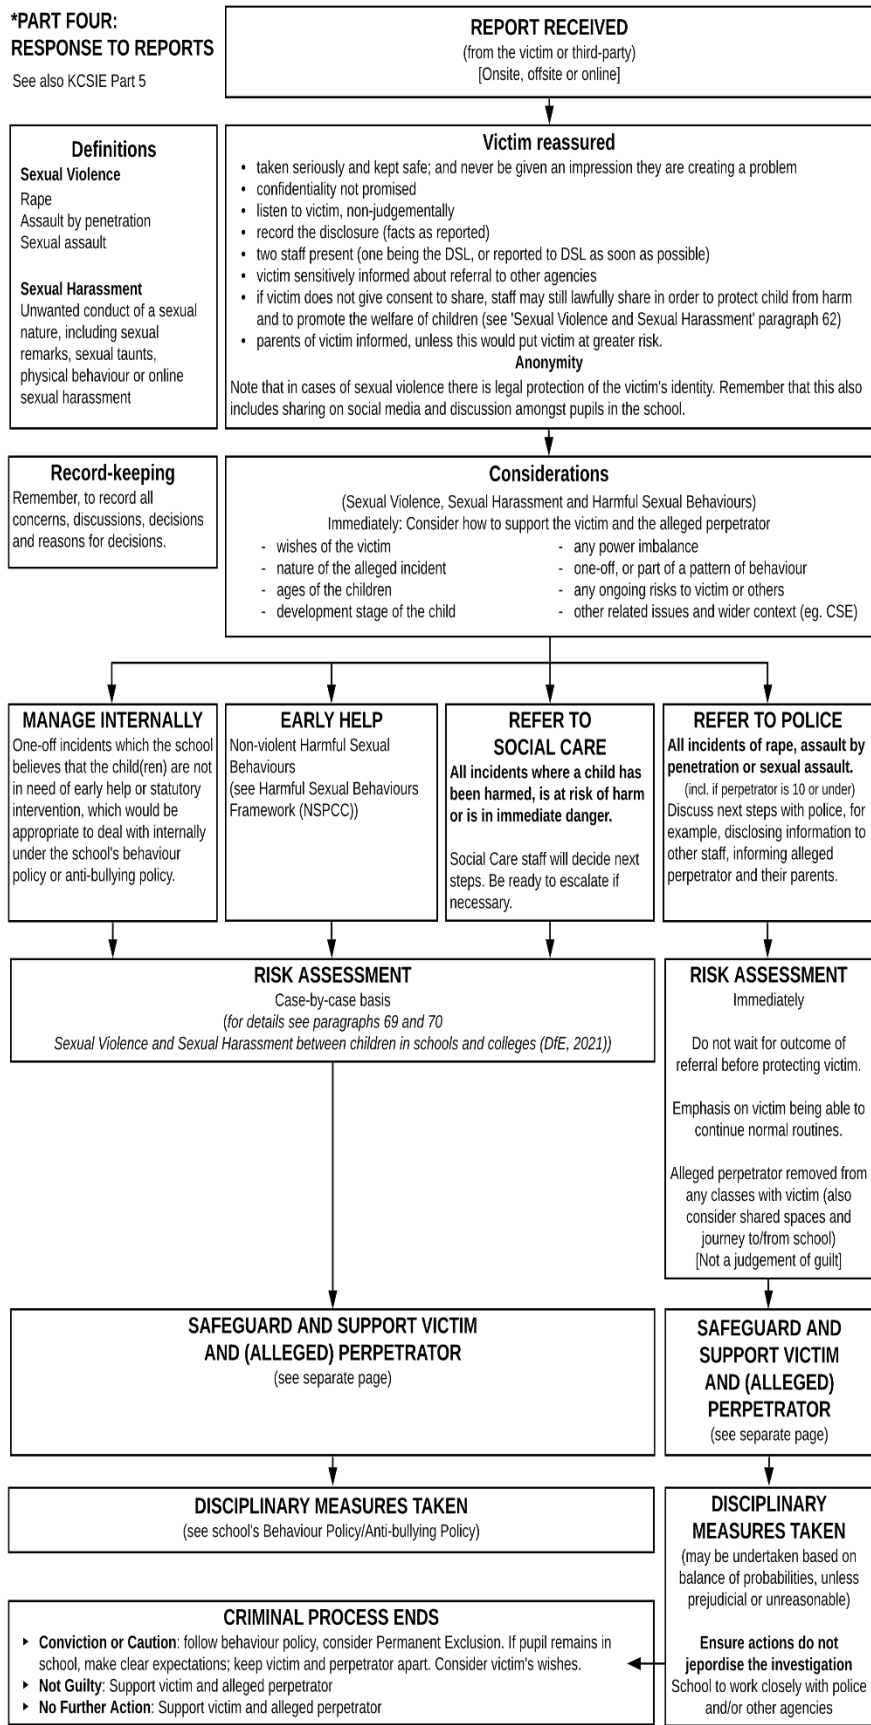 *PART FOUR:
RESPONSE TO REPORTS
See also KCSIE Part 5
REPORT RECEIVED
(from the victim or third-party)
[Onsite, offsite or online]
Definitions
Sexual Violence
Rape
Assault by penetration
Sexual assault
Sexual Harassment
Unwanted conduct of a sexual
nature, including sexual
remarks, sexual taunts,
physical behaviour or online
sexual harassment
Victim reassured
• taken seriously and kept safe; and never be given an impression they are creating a problem
• confidentiality not promised
• listen to victim, non-judgementally
• record the disclosure (facts as reported)
• two staff present (one being the DSL, or reported to DSL as soon as possible)
• victim sensitively informed about referral to other agencies
• if victim does not give consent to share, staff may still lawfully share in order to protect child from harm
and to promote the welfare of children (see 'Sexual Violence and Sexual Harassment' paragraph 62)
• parents of victim informed, unless this would put victim at greater risk.
Anonymity
Note that in cases of sexual violence there is legal protection of the victim's identity. Remember that this also
includes sharing on social media and discussion amongst pupils in the school.
Record-keeping
Remember, to record all
concerns, discussions, decisions
and reasons for decisions.
Considerations
(Sexual Violence, Sexual Harassment and Harmful Sexual Behaviours)
Immediately: Consider how to support the victim and the alleged perpetrator
- wishes of the victim
- nature of the alleged incident
- ages of the children
- development stage of the child
- any power imbalance
- one-off, or part of a pattern of behaviour
- any ongoing risks to victim or others
- other related issues and wider context (eg. CSE)
MANAGE INTERNALLY
One-off incidents which the school
believes that the child(ren) are not
in need of early help or statutory
intervention, which would be
appropriate to deal with internally
under the school's behaviour
policy or anti-bullying policy.
EARLY HELP
Non-violent Harmful Sexual
Behaviours
(see Harmful Sexual Behaviours
Framework (NSPCC))
REFER TO
SOCIAL CARE
All incidents where a child has
been harmed, is at risk of harm
or is in immediate danger.
Social Care staff will decide next
steps. Be ready to escalate if
necessary.
REFER TO POLICE
All incidents of rape, assault by
penetration or sexual assault.
(incl. if perpetrator is 10 or under)
Discuss next steps with police, for
example, disclosing information to
other staff, informing alleged
perpetrator and their parents.
RISK ASSESSMENT
Case-by-case basis
(for details see paragraphs 69 and 70
Sexual Violence and Sexual Harassment between children in schools and colleges (DfE, 2021))
RISK ASSESSMENT
Immediately
Do not wait for outcome of
referral before protecting victim.
Emphasis on victim being able to
continue normal routines.
Alleged perpetrator removed from
any classes with victim (also
consider shared spaces and
journey to/from school)
[Not a judgement of guilt]
SAFEGUARD AND SUPPORT VICTIM
AND (ALLEGED) PERPETRATOR
(see separate page)
SAFEGUARD AND
SUPPORT VICTIM
AND (ALLEGED)
PERPETRATOR
(see separate page)
DISCIPLINARY MEASURES TAKEN
(see school's Behaviour Policy/Anti-bullying Policy)
DISCIPLINARY
MEASURES TAKEN
(may be undertaken based on
balance of probabilities, unless
prejudicial or unreasonable)
Ensure actions do not
jepordise the investigation
School to work closely with police
and/or other agencies
CRIMINAL PROCESS ENDS
‣ Conviction or Caution: follow behaviour policy, consider Permanent Exclusion. If pupil remains in
school, make clear expectations; keep victim and perpetrator apart. Consider victim's wishes.
‣ Not Guilty: Support victim and alleged perpetrator
‣ No Further Action: Support victim and alleged perpetrator